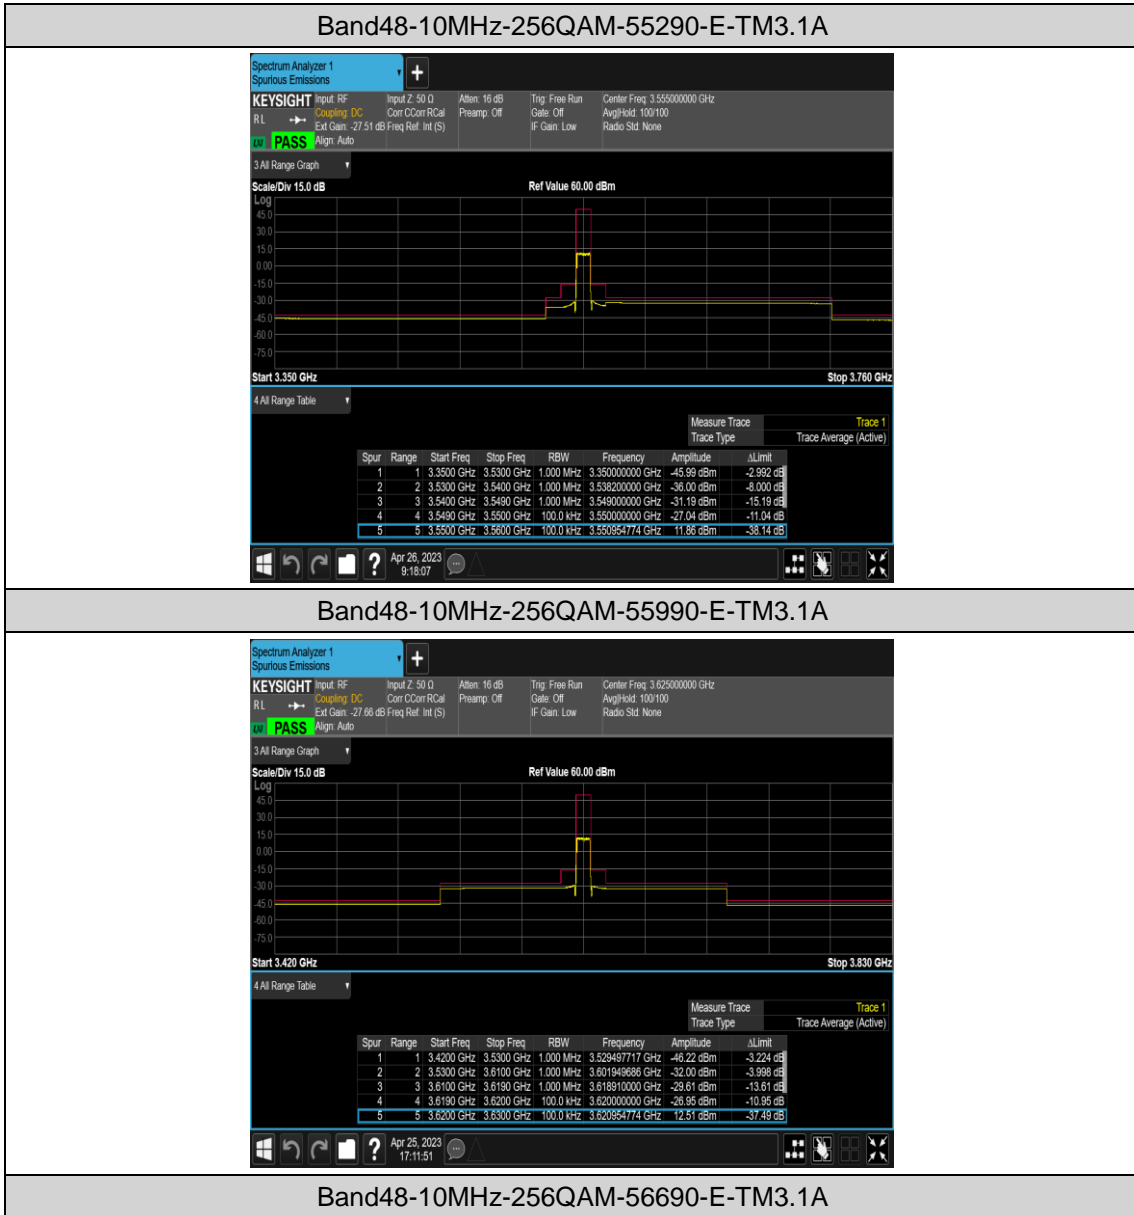 Band48-10MHz-256QAM-55290-E-TM3.1A
Spectrum Analyzer 1
Spurious Emissions
KEYSIGHT Input: RF Input Z: 50 Ω Atten: 16 dB Trig: Free Run Center Freq: 3.555000000 GHz
RL Coupling: DC Corr CCorr RCal Preamp: Off Gate: Off Avg|Hold: 100/100
Ext Gain: -27.51 dB Freq Ref: Int (S) IF Gain: Low Radio Std: None
PASS Align: Auto
3 All Range Graph
Scale/Div 15.0 dB Ref Value 60.00 dBm
Log
45.0
30.0
15.0
0.00
-15.0
-30.0
-45.0
-60.0
-75.0
Start 3.350 GHz Stop 3.760 GHz
4 All Range Table
Measure Trace Trace 1
Trace Type Trace Average (Active)
Spur Range Start Freq Stop Freq RBW Frequency Amplitude ΔLimit
1 1 3.3500 GHz 3.5300 GHz 1.000 MHz 3.350000000 GHz -45.99 dBm -2.992 dB
2 2 3.5300 GHz 3.5400 GHz 1.000 MHz 3.538200000 GHz -36.00 dBm -8.000 dB
3 3 3.5400 GHz 3.5490 GHz 1.000 MHz 3.549000000 GHz -31.19 dBm -15.19 dB
4 4 3.5490 GHz 3.5500 GHz 100.0 kHz 3.550000000 GHz -27.04 dBm -11.04 dB
5 5 3.5500 GHz 3.5600 GHz 100.0 kHz 3.550954774 GHz 11.86 dBm -38.14 dB
? Apr 26, 2023
9:18:07
Band48-10MHz-256QAM-55990-E-TM3.1A
Spectrum Analyzer 1
Spurious Emissions
KEYSIGHT Input: RF Input Z: 50 Ω Atten: 16 dB Trig: Free Run Center Freq: 3.625000000 GHz
RL Coupling: DC Corr CCorr RCal Preamp: Off Gate: Off Avg|Hold: 100/100
Ext Gain: -27.66 dB Freq Ref: Int (S) IF Gain: Low Radio Std: None
PASS Align: Auto
3 All Range Graph
Scale/Div 15.0 dB Ref Value 60.00 dBm
Log
45.0
30.0
15.0
0.00
-15.0
-30.0
-45.0
-60.0
-75.0
Start 3.420 GHz Stop 3.830 GHz
4 All Range Table
Measure Trace Trace 1
Trace Type Trace Average (Active)
Spur Range Start Freq Stop Freq RBW Frequency Amplitude ΔLimit
1 1 3.4200 GHz 3.5300 GHz 1.000 MHz 3.529497717 GHz -46.22 dBm -3.224 dB
2 2 3.5300 GHz 3.6100 GHz 1.000 MHz 3.601949686 GHz -32.00 dBm -3.998 dB
3 3 3.6100 GHz 3.6190 GHz 1.000 MHz 3.618910000 GHz -29.61 dBm -13.61 dB
4 4 3.6190 GHz 3.6200 GHz 100.0 kHz 3.620000000 GHz -26.95 dBm -10.95 dB
5 5 3.6200 GHz 3.6300 GHz 100.0 kHz 3.620954774 GHz 12.51 dBm -37.49 dB
? Apr 25, 2023
17:11:51
Band48-10MHz-256QAM-56690-E-TM3.1A